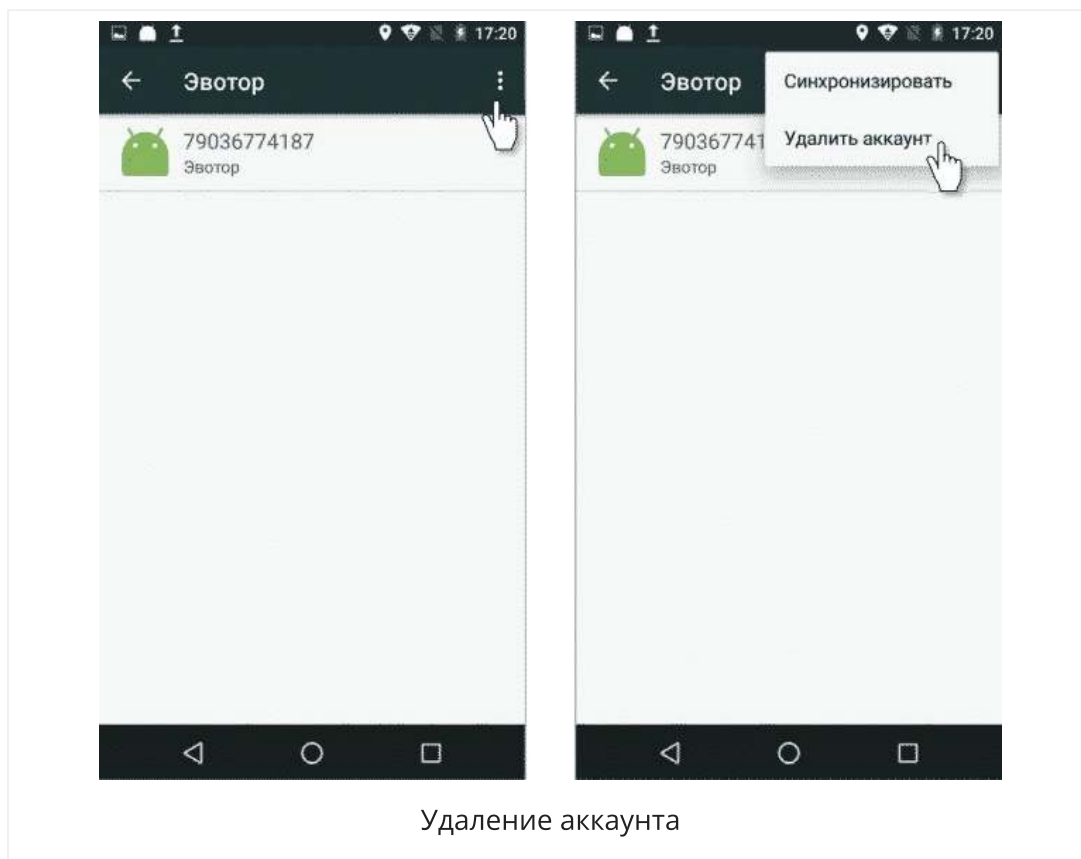 17:20
Эвотор
79036774187
Эвотор
17:20
Эвотор
Синхронизировать
Удалить аккаунт
790367741
Эвотор
Удаление аккаунта